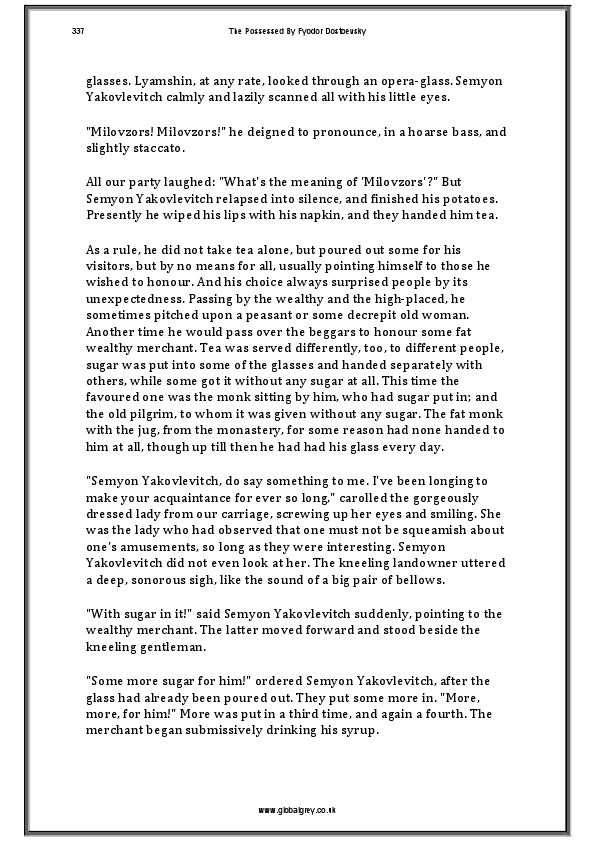 337
The Possessed By Fyodor Dostoevsky
glasses. Lyamshin, at any rate, looked through an opera-glass. Semyon
Yakovlevitch calmly and lazily scanned all with his little eyes.
"Milovzors! Milovzors!" he deigned to pronounce, in a hoarse bass, and
slightly staccato.
All our party laughed: "What's the meaning of 'Milovzors'?" But
Semyon Yakovlevitch relapsed into silence, and finished his potatoes.
Presently he wiped his lips with his napkin, and they handed him tea.
As a rule, he did not take tea alone, but poured out some for his
visitors, but by no means for all, usually pointing himself to those he
wished to honour. And his choice always surprised people by its
unexpectedness. Passing by the wealthy and the high-placed, he
sometimes pitched upon a peasant or some decrepit old woman.
Another time he would pass over the beggars to honour some fat
wealthy merchant. Tea was served differently, too, to different people,
sugar was put into some of the glasses and handed separately with
others, while some got it without any sugar at all. This time the
favoured one was the monk sitting by him, who had sugar put in; and
the old pilgrim, to whom it was given without any sugar. The fat monk
with the jug, from the monastery, for some reason had none handed to
him at all, though up till then he had had his glass every day.
"Semyon Yakovlevitch, do say something to me. I've been longing to
make your acquaintance for ever so long," carolled the gorgeously
dressed lady from our carriage, screwing up her eyes and smiling. She
was the lady who had observed that one must not be squeamish about
one's amusements, so long as they were interesting. Semyon
Yakovlevitch did not even look at her. The kneeling landowner uttered
a deep, sonorous sigh, like the sound of a big pair of bellows.
"With sugar in it!" said Semyon Yakovlevitch suddenly, pointing to the
wealthy merchant. The latter moved forward and stood beside the
kneeling gentleman.
"Some more sugar for him!" ordered Semyon Yakovlevitch, after the
glass had already been poured out. They put some more in. "More,
more, for him!" More was put in a third time, and again a fourth. The
merchant began submissively drinking his syrup.
www.globalgrey.co.uk